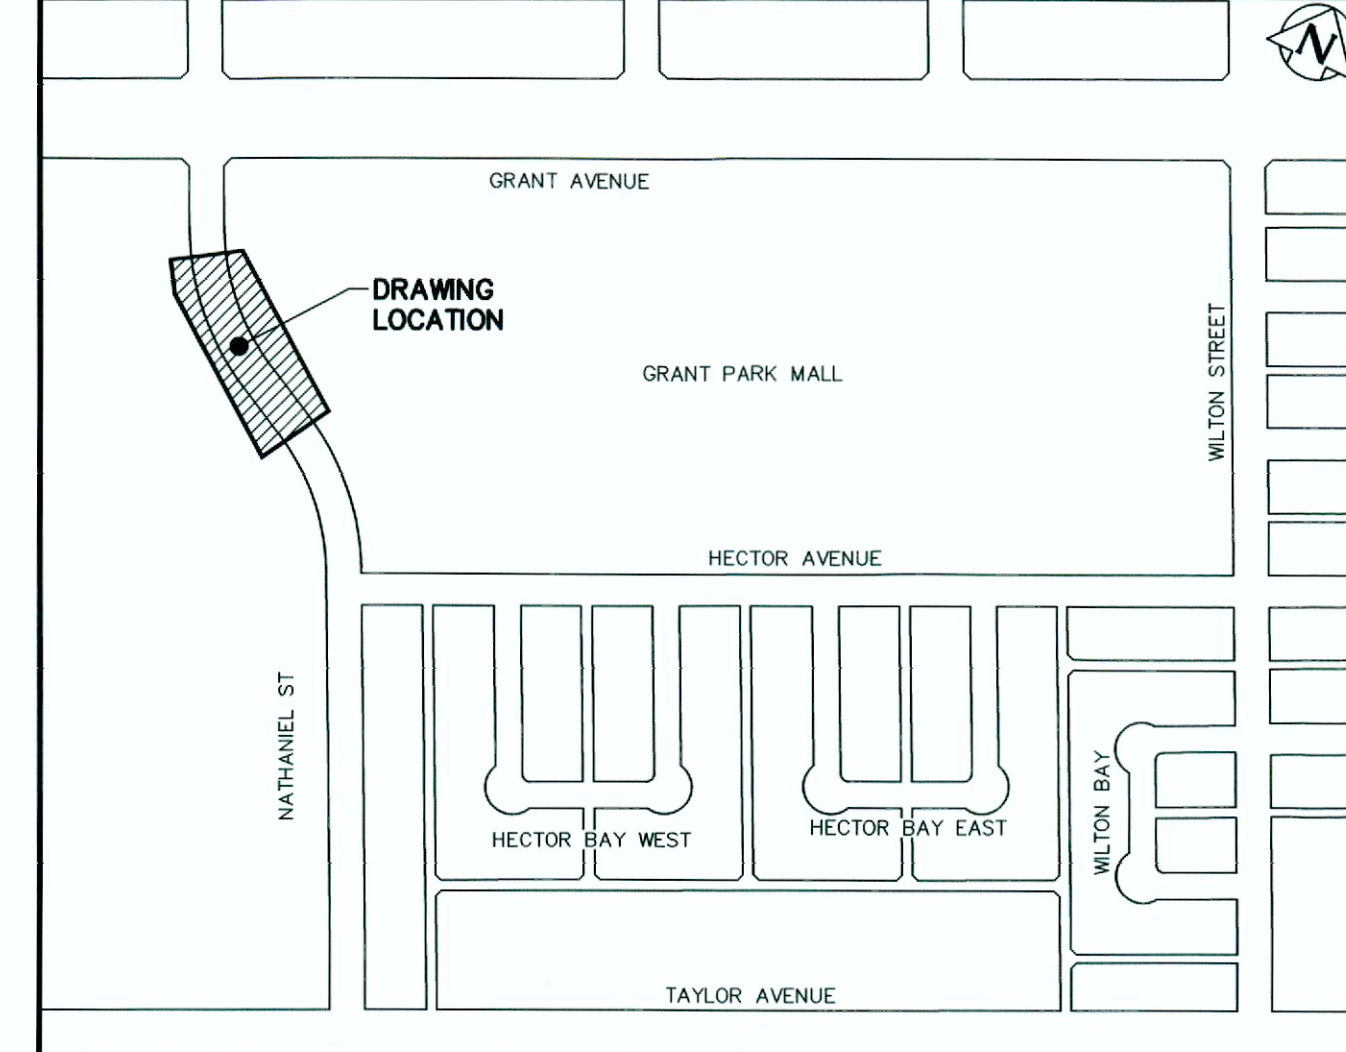 N
GRANT AVENUE
DRAWING
LOCATION
GRANT PARK MALL
WILTON STREET
HECTOR AVENUE
NATHANIEL ST
HECTOR BAY WEST
HECTOR BAY EAST
WILTON BAY
TAYLOR AVENUE